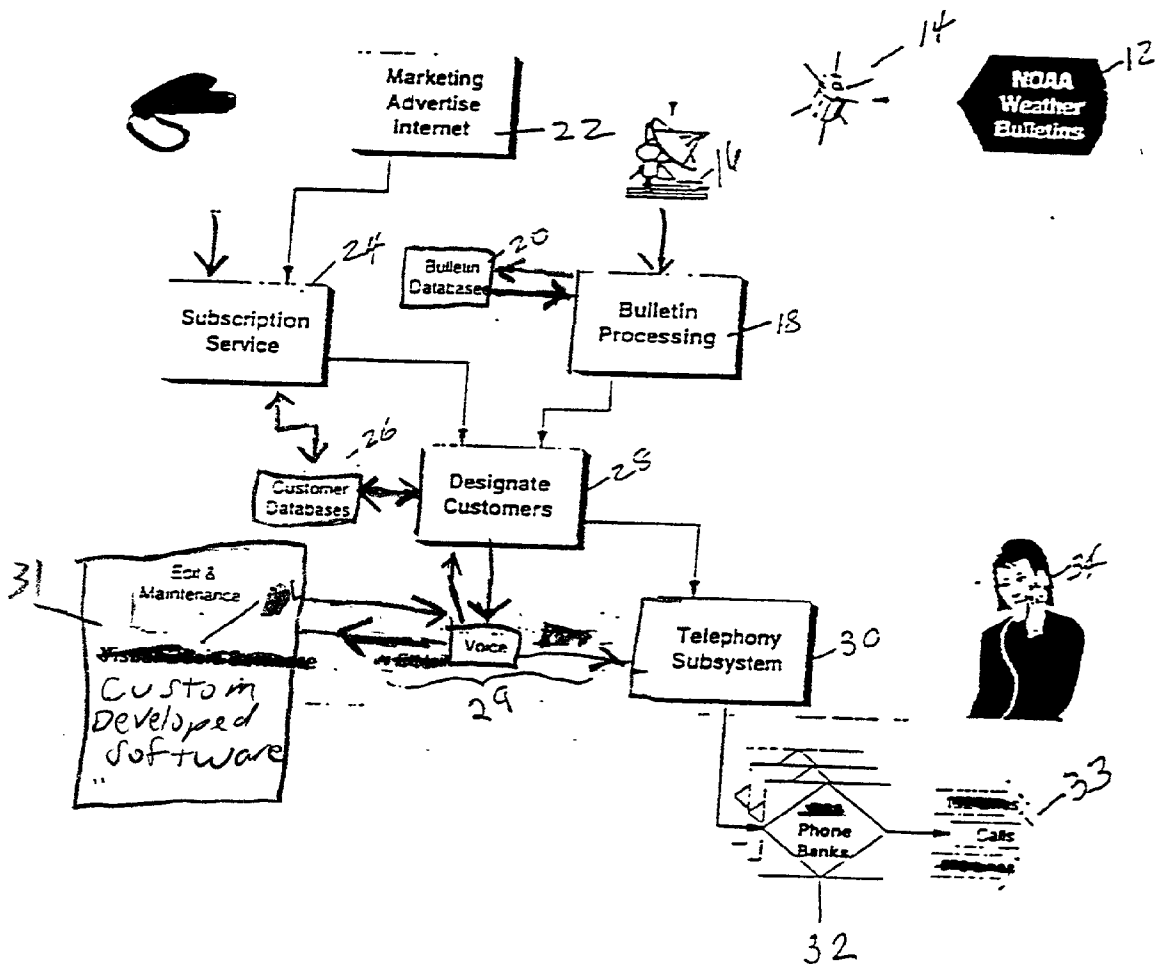 14
12
NOAA
Weather
Bulletins
Marketing
Advertise
Internet
22
16
24
20
Bulletin
Databases
Subscription
Service
Bulletin
Processing
18
26
Customer
Databases
Designate
Customers
31
Edit &
Maintenance
Custom
Developed
Software
Voice
29
Telephony
Subsystem
30
Phone
Banks
Calls
33
32